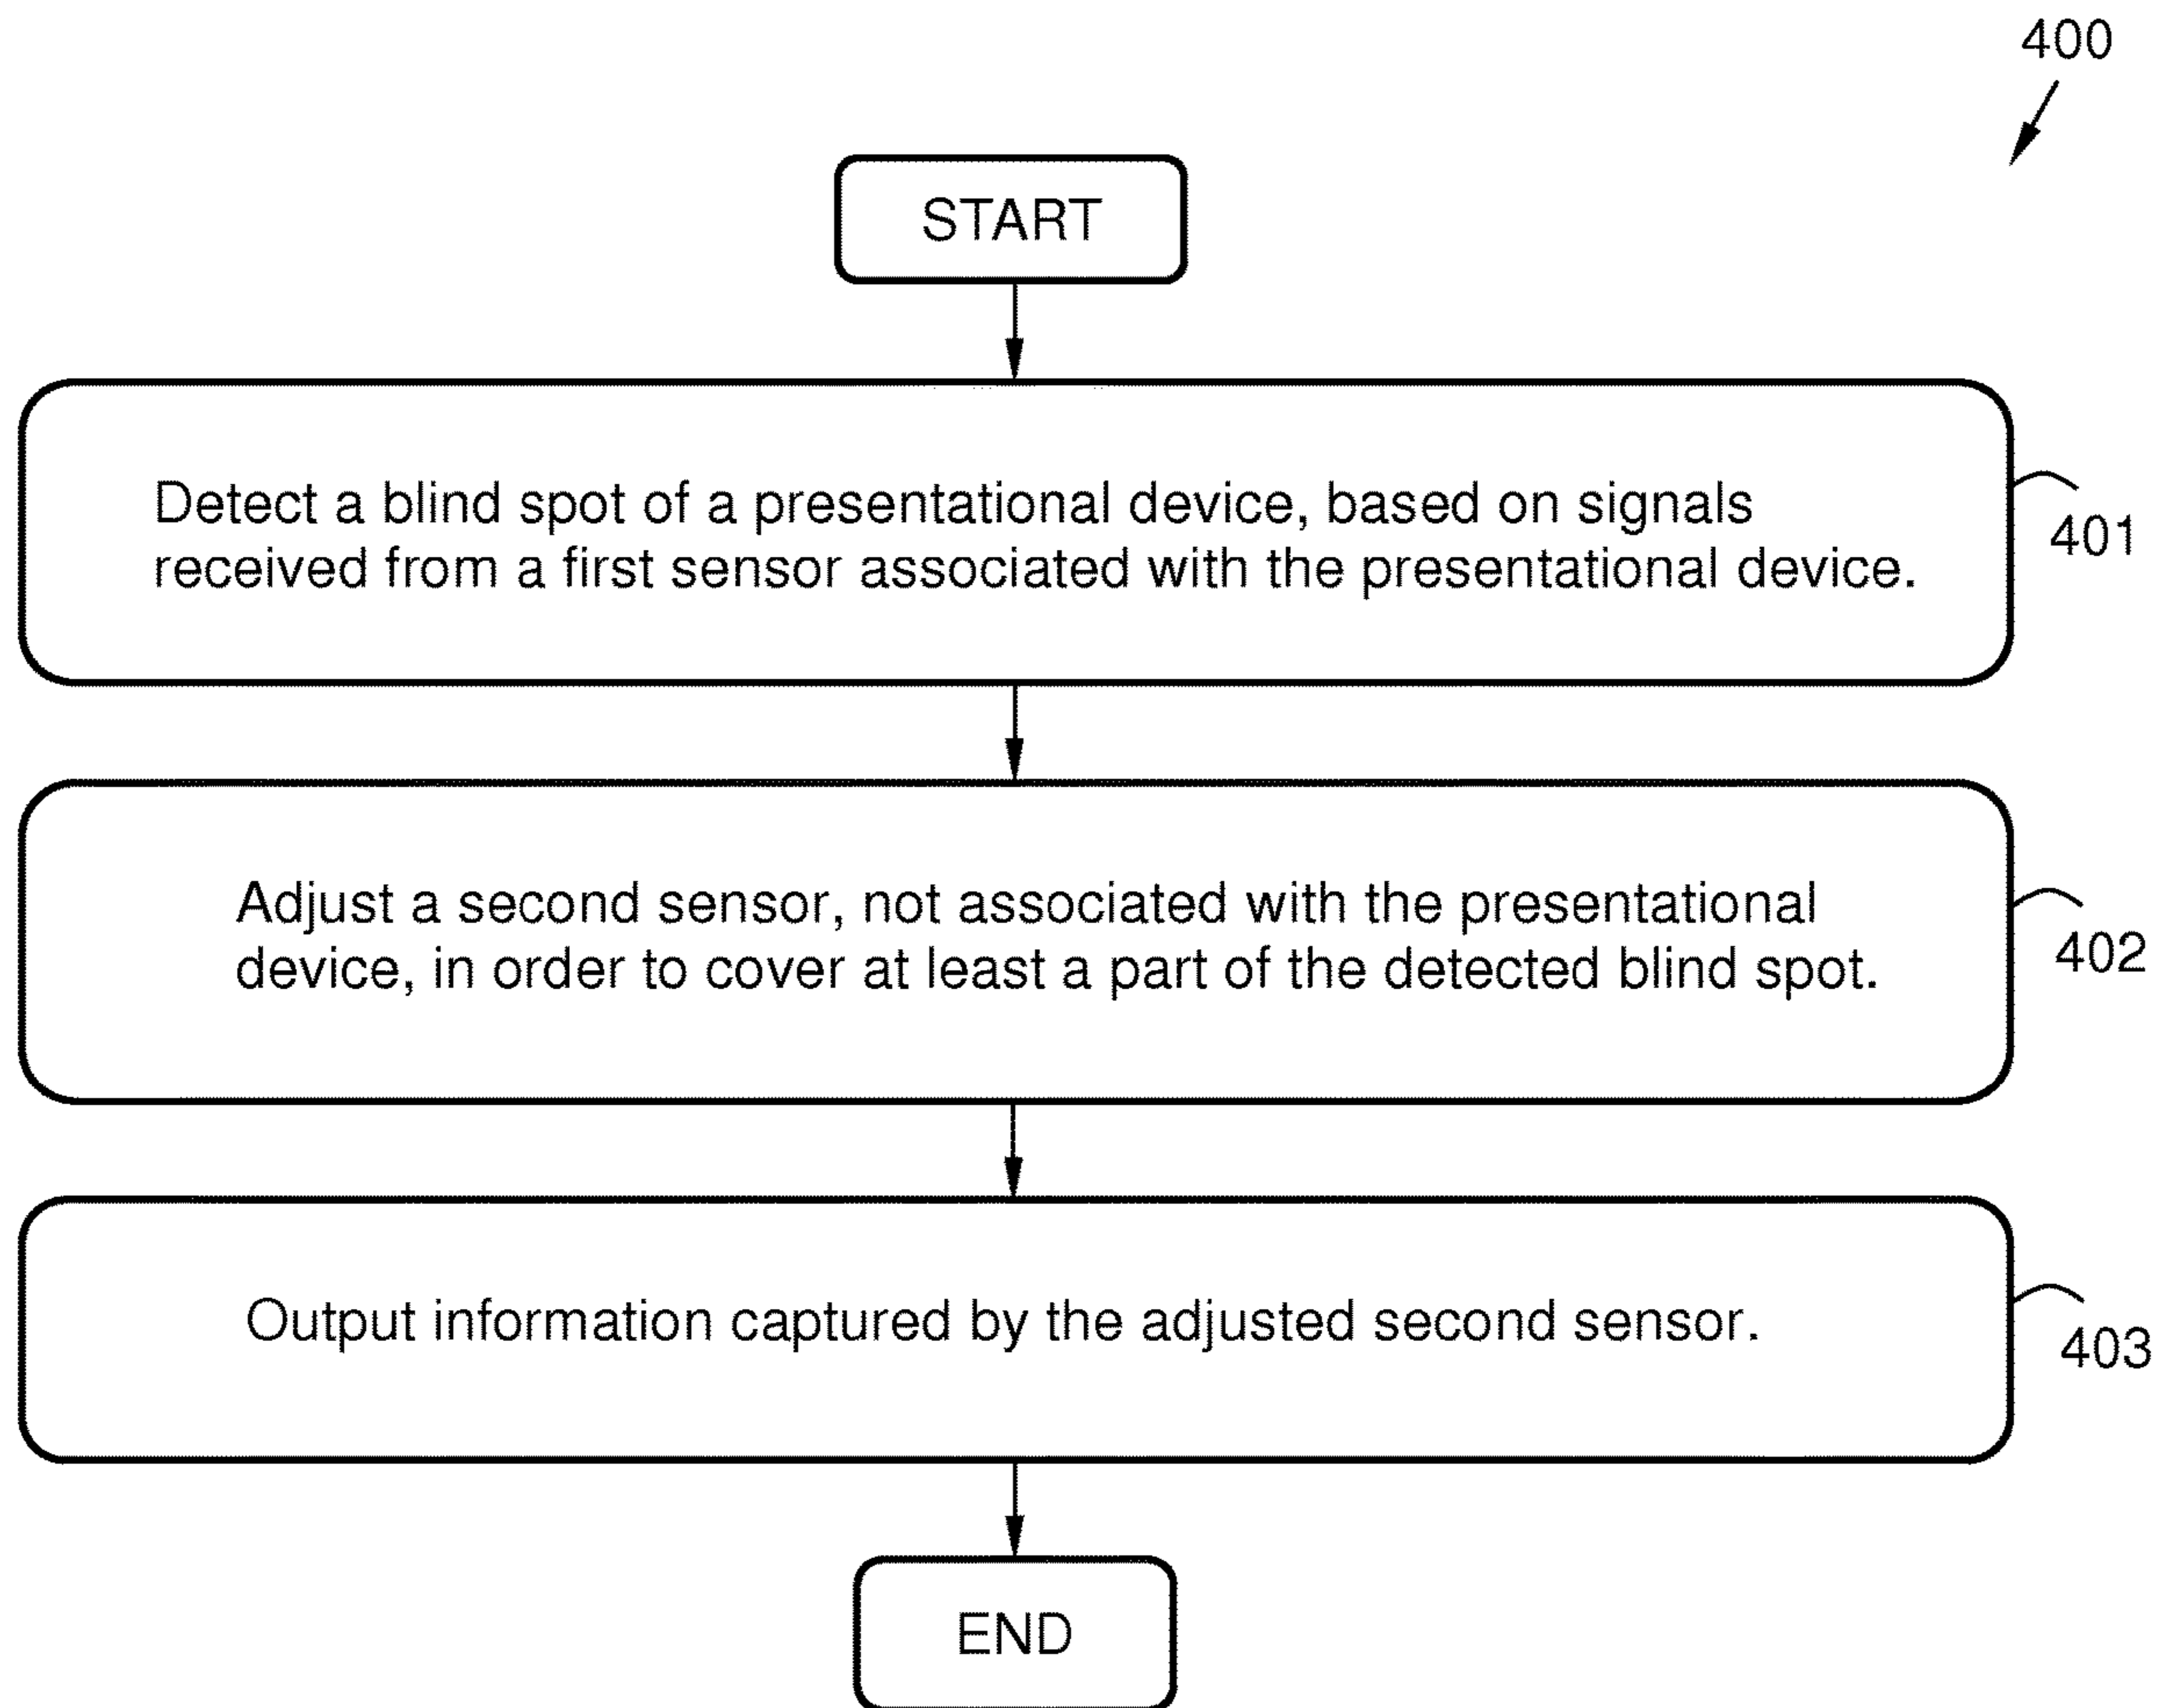 400
START
Detect a blind spot of a presentational device, based on signals
received from a first sensor associated with the presentational device.
401
Adjust a second sensor, not associated with the presentational
device, in order to cover at least a part of the detected blind spot.
402
Output information captured by the adjusted second sensor.
403
END